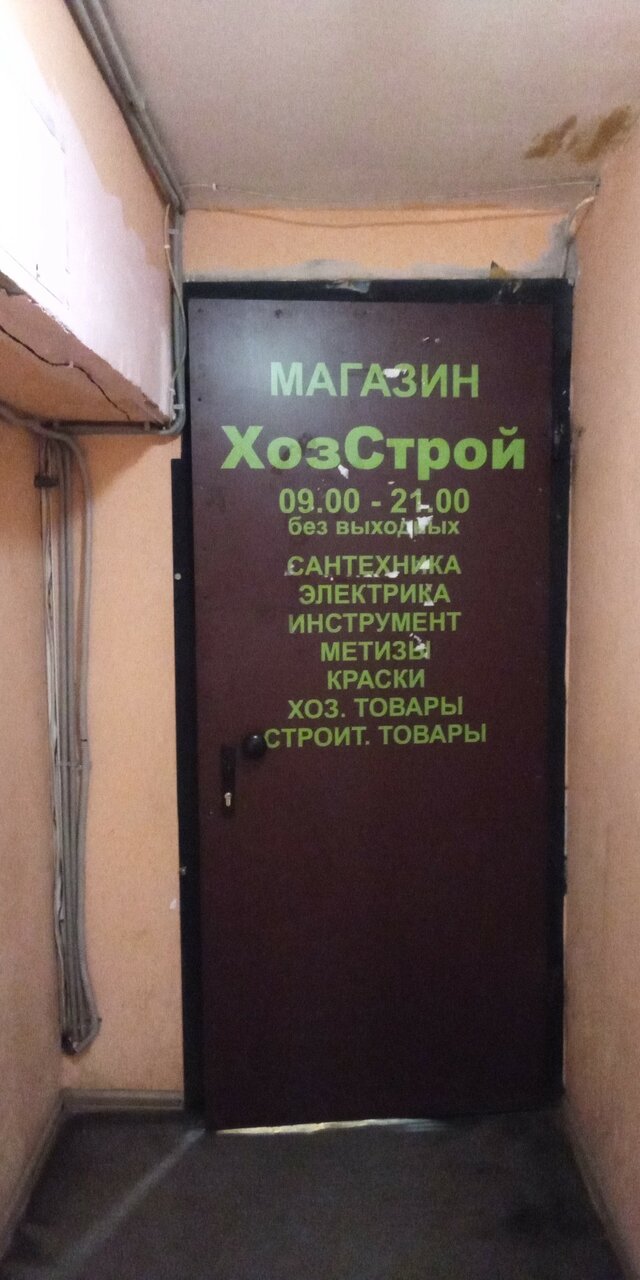 МАГАЗИН
ХозСтрой
09.00 - 21.00
без выходных
САНТЕХНИКА
ЭЛЕКТРИКА
ИНСТРУМЕНТ
МЕТИЗЫ
КРАСКИ
ХОЗ. ТОВАРЫ
СТРОИТ. ТОВАРЫ